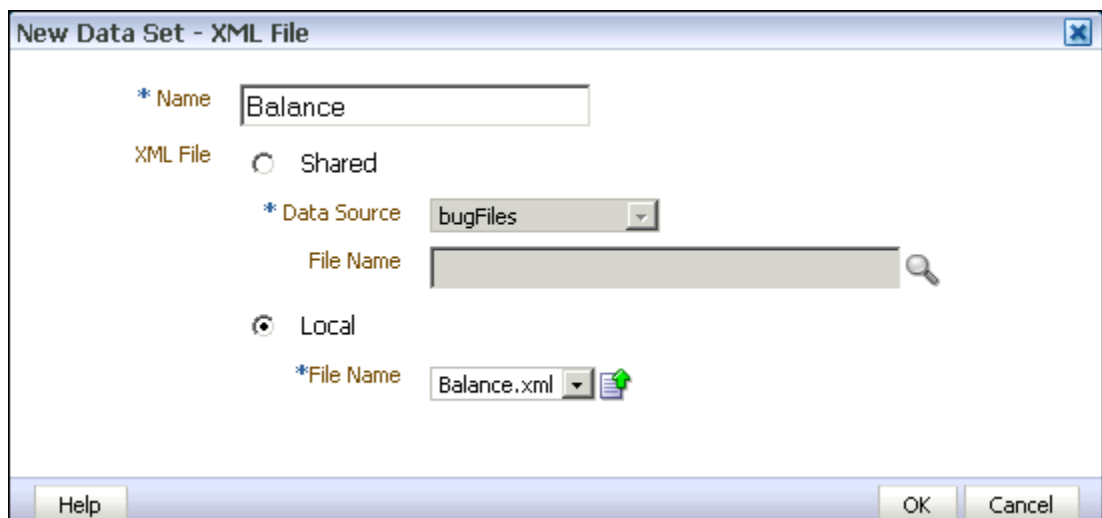 New Data Set - XML File
* Name Balance
XML File Shared
* Data Source bugFiles
File Name
Local
*File Name Balance.xml
Help OK Cancel